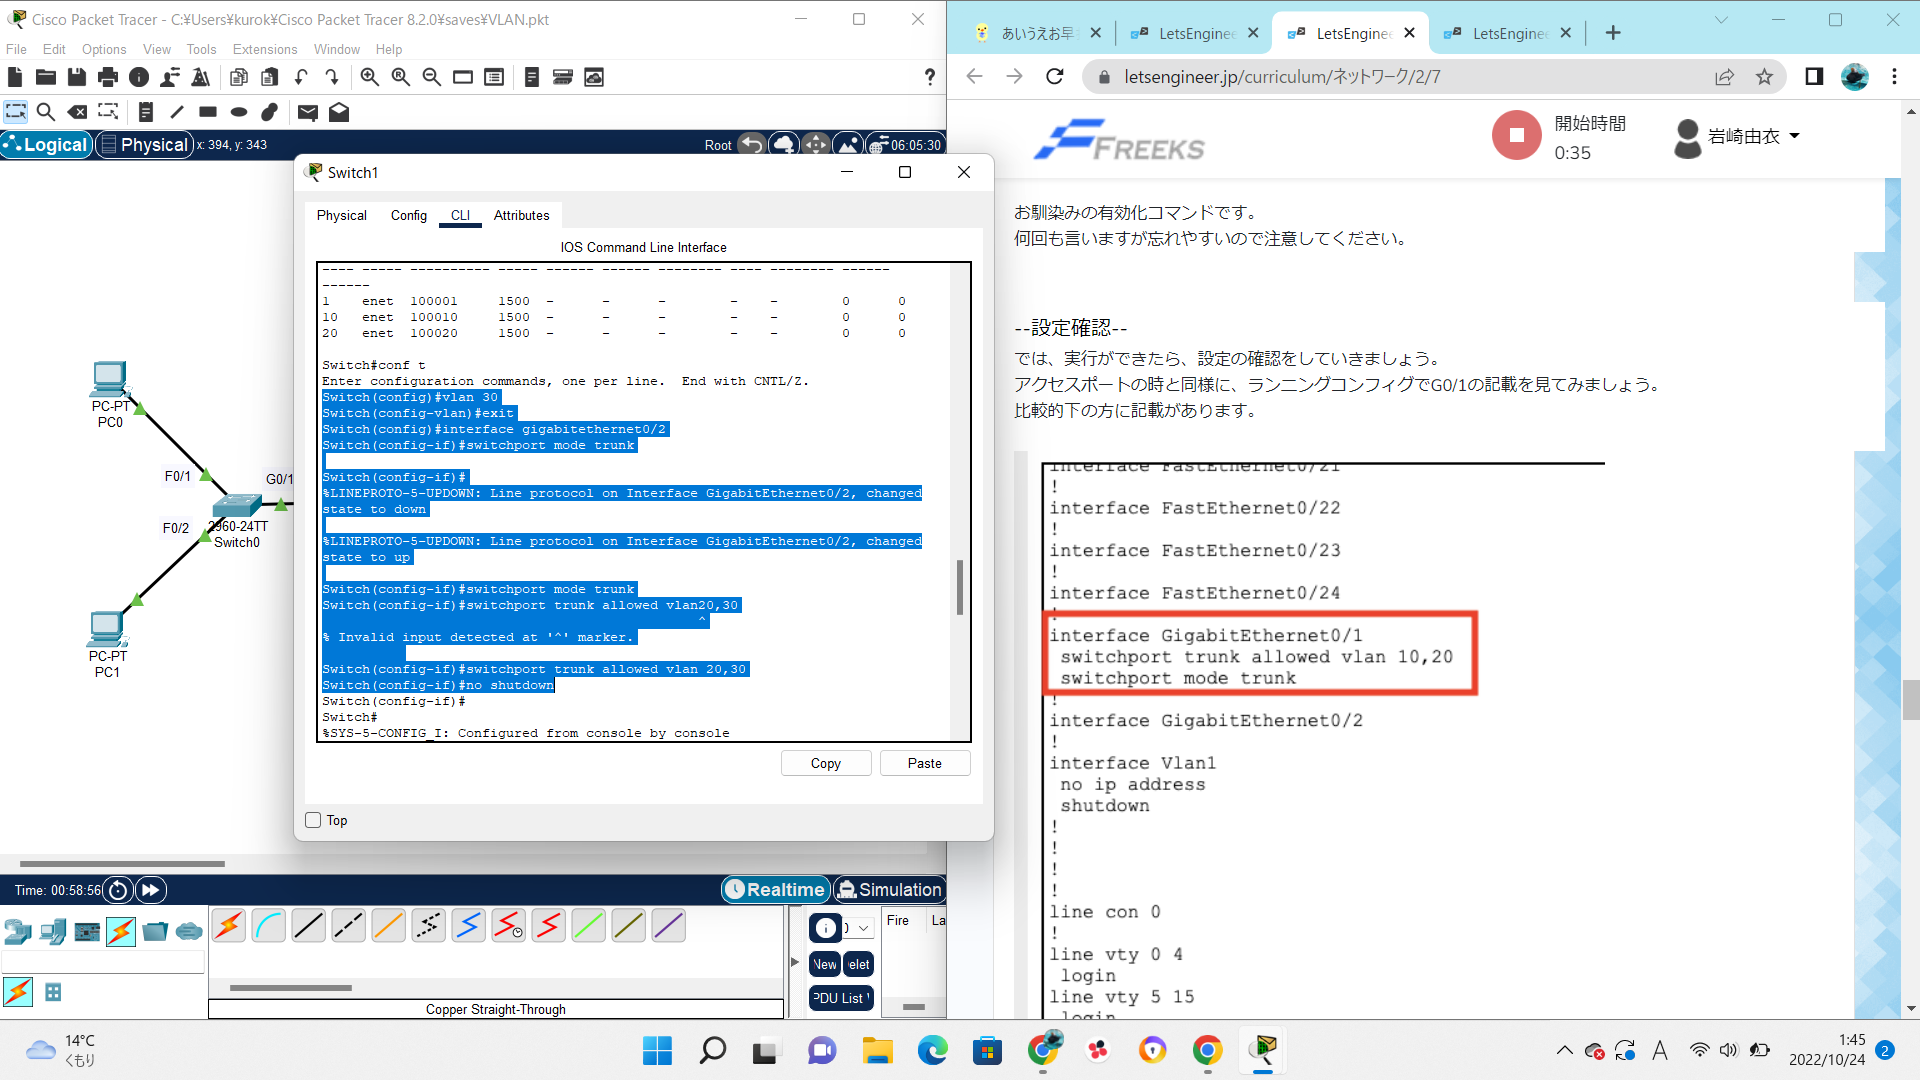 Cisco Packet Tracer - C:¥Users¥kurok¥Cisco Packet Tracer 8.2.0¥saves¥VLAN.pkt
File Edit Options View Tools Extensions Window Help
Logical Physical x: 394, y: 343
Root 06:05:30
PC-PT
PC0
F0/1
G0/1
F0/2
2960-24TT
Switch0
PC-PT
PC1
Switch1
Physical Config CLI Attributes
IOS Command Line Interface
---- ----- ---------- ----- ------ ------ -------- ---- -------- ------
------
1 enet 100001 1500 - - - - - 0 0
10 enet 100010 1500 - - - - - 0 0
20 enet 100020 1500 - - - - - 0 0
Switch#conf t
Enter configuration commands, one per line. End with CNTL/Z.
Switch(config)#vlan 30
Switch(config-vlan)#exit
Switch(config)#interface gigabitethernet0/2
Switch(config-if)#switchport mode trunk
Switch(config-if)#
%LINEPROTO-5-UPDOWN: Line protocol on Interface GigabitEthernet0/2, changed
state to down
%LINEPROTO-5-UPDOWN: Line protocol on Interface GigabitEthernet0/2, changed
state to up
Switch(config-if)#switchport mode trunk
Switch(config-if)#switchport trunk allowed vlan20,30
^
% Invalid input detected at '^' marker.
Switch(config-if)#switchport trunk allowed vlan 20,30
Switch(config-if)#no shutdown
Switch(config-if)#
Switch#
%SYS-5-CONFIG_I: Configured from console by console
Copy Paste
Top
Time: 00:58:56
Realtime Simulation
Fire La
New elet
PDU List
Copper Straight-Through
あいうえお早
LetsEngine
LetsEngine
LetsEngine
letsengineer.jp/curriculum/ネットワーク/2/7
FREEKS
開始時間
0:35
岩崎由衣
お馴染みの有効化コマンドです。
何回も言いますが忘れやすいので注意してください。
--設定確認--
では、実行ができたら、設定の確認をしていきましょう。
アクセスポートの時と同様に、ランニングコンフィグでG0/1の記載を見てみましょう。
比較的下の方に記載があります。
interface FastEthernet0/21
!
interface FastEthernet0/22
!
interface FastEthernet0/23
!
interface FastEthernet0/24
!
interface GigabitEthernet0/1
switchport trunk allowed vlan 10,20
switchport mode trunk
!
interface GigabitEthernet0/2
!
interface Vlan1
no ip address
shutdown
!
!
!
!
line con 0
!
line vty 0 4
login
line vty 5 15
login
14°C
くもり
A
1:45
2022/10/24
2